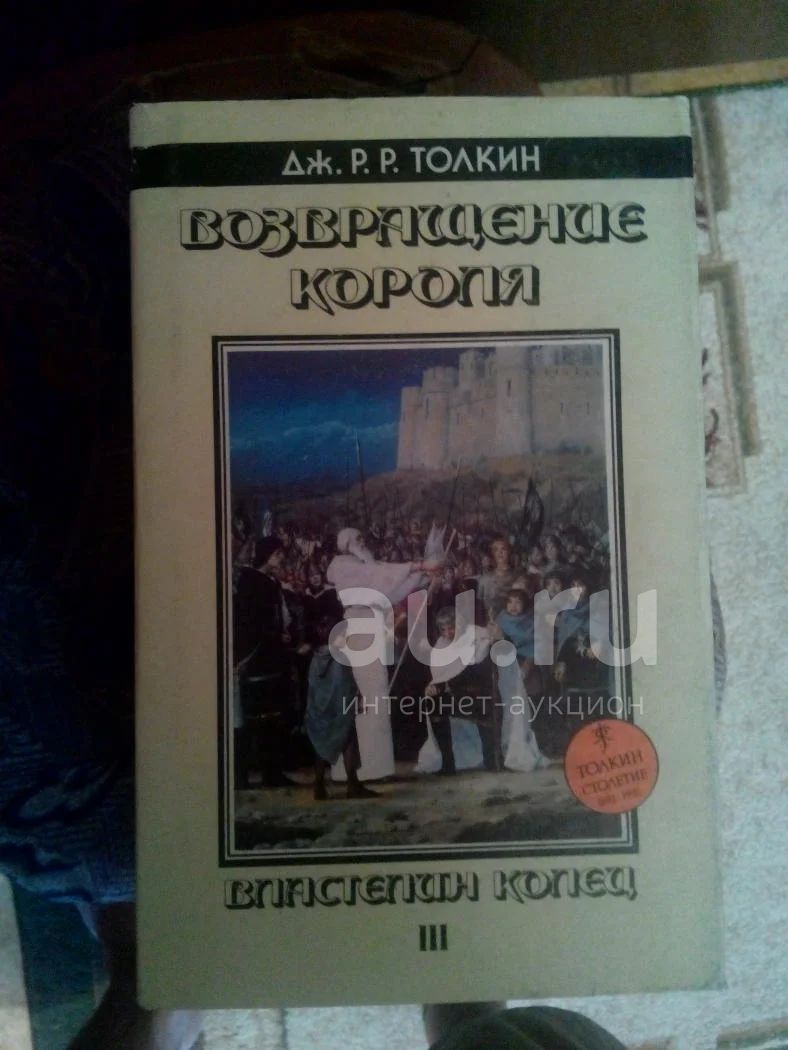 Дж. Р. Р. ТОЛКИН
ВОЗВРАЩЕНИЕ
КОРОЛЯ
au.ru
интернет-аукцион
ТОЛКИН
СТОЛЕТИЕ
ВЛАСТЕЛИН КОЛЕЦ
III